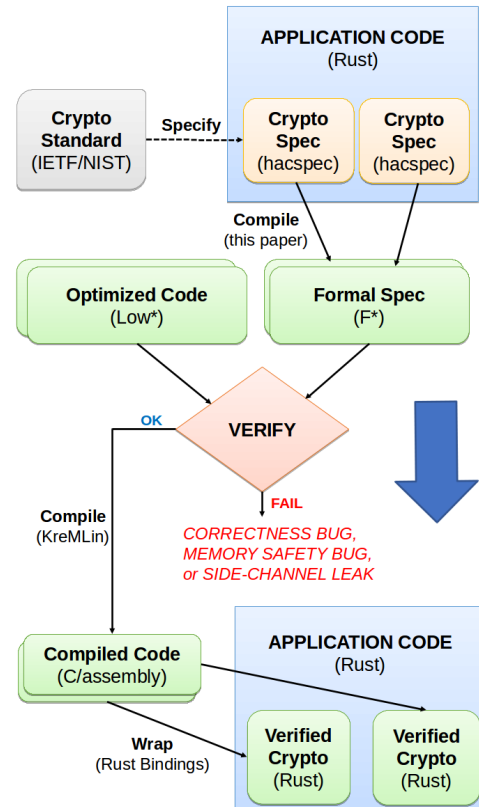 APPLICATION CODE
(Rust)
Crypto
Standard
(IETF/NIST)
Specify
Crypto
Spec
(hacspec)
Crypto
Spec
(hacspec)
Compile
(this paper)
Optimized Code
(Low*)
Formal Spec
(F*)
VERIFY
OK
FAIL
CORRECTNESS BUG,
MEMORY SAFETY BUG,
or SIDE-CHANNEL LEAK
Compile
(KreMLin)
Compiled Code
(C/assembly)
APPLICATION CODE
(Rust)
Wrap
(Rust Bindings)
Verified
Crypto
(Rust)
Verified
Crypto
(Rust)